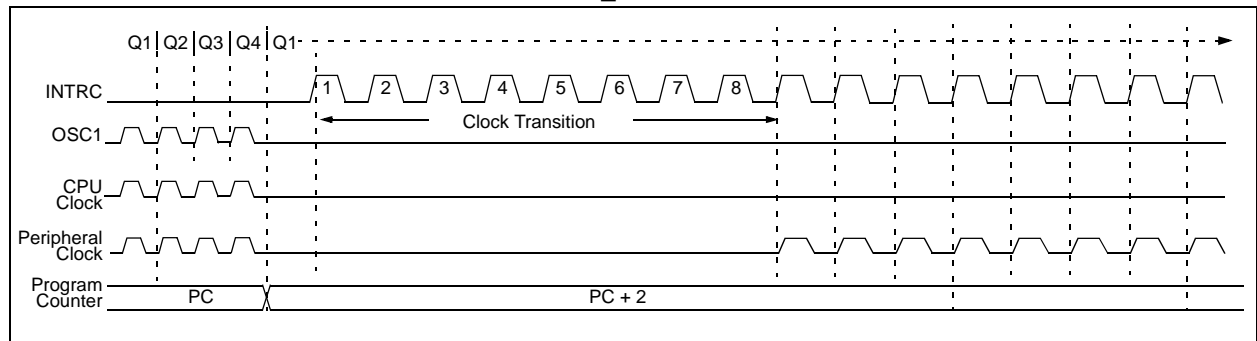 Q1 Q2 Q3 Q4 Q1
INTRC 1 2 3 4 5 6 7 8
Clock Transition
OSC1
CPU
Clock
Peripheral
Clock
Program
Counter
PC
PC + 2